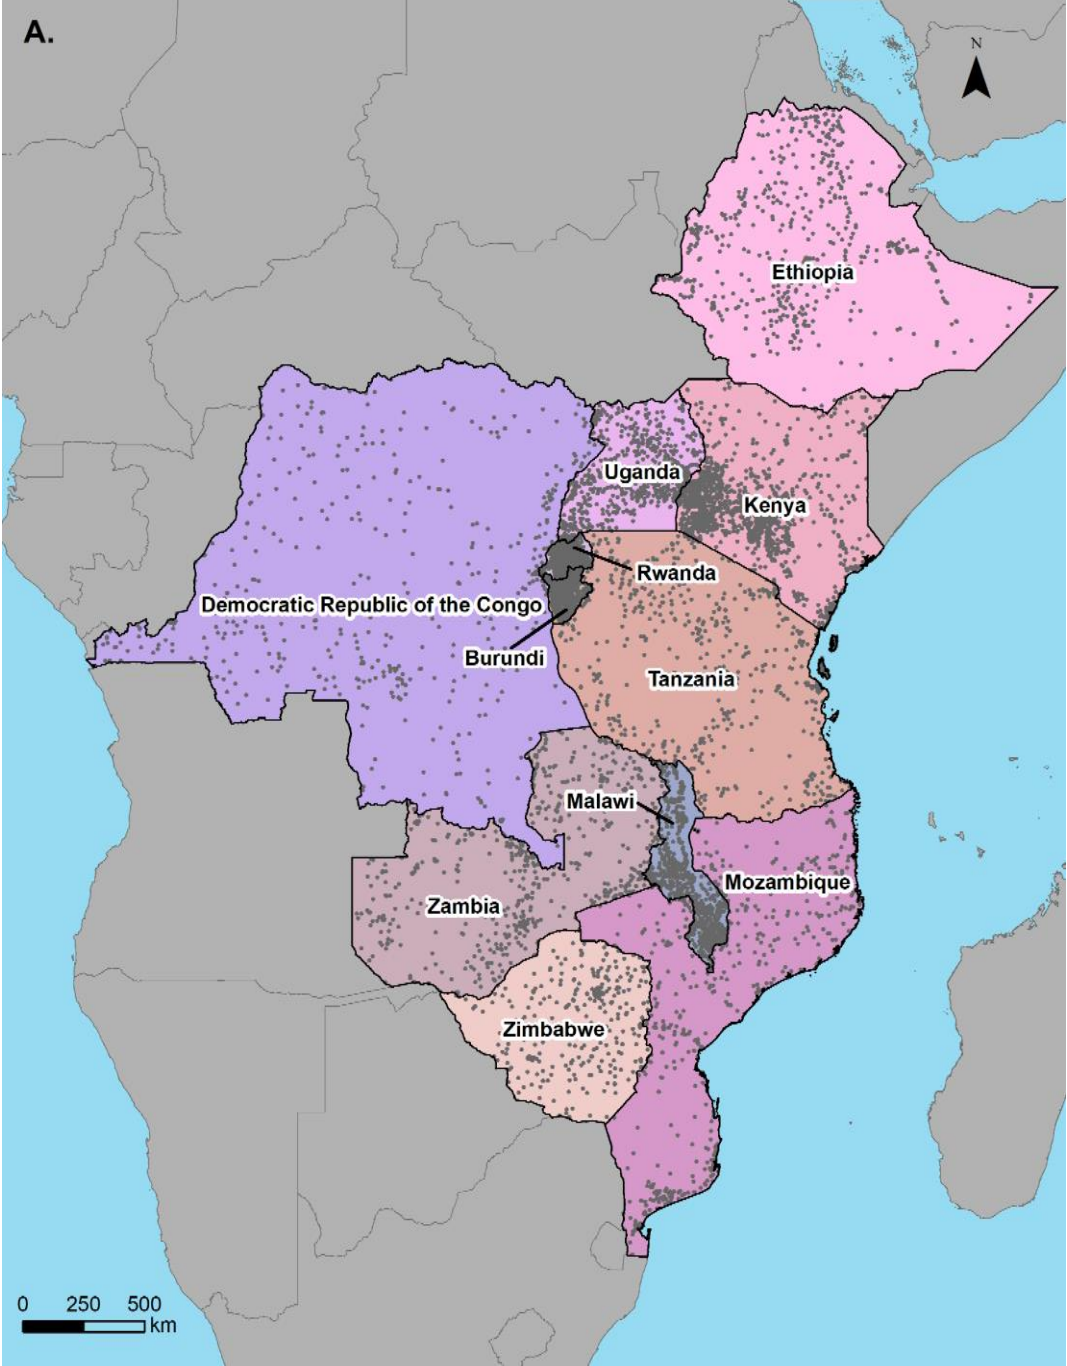 A.
N
Ethiopia
Uganda
Kenya
Rwanda
Democratic Republic of the Congo
Burundi
Tanzania
Malawi
Mozambique
Zambia
Zimbabwe
0 250 500
km